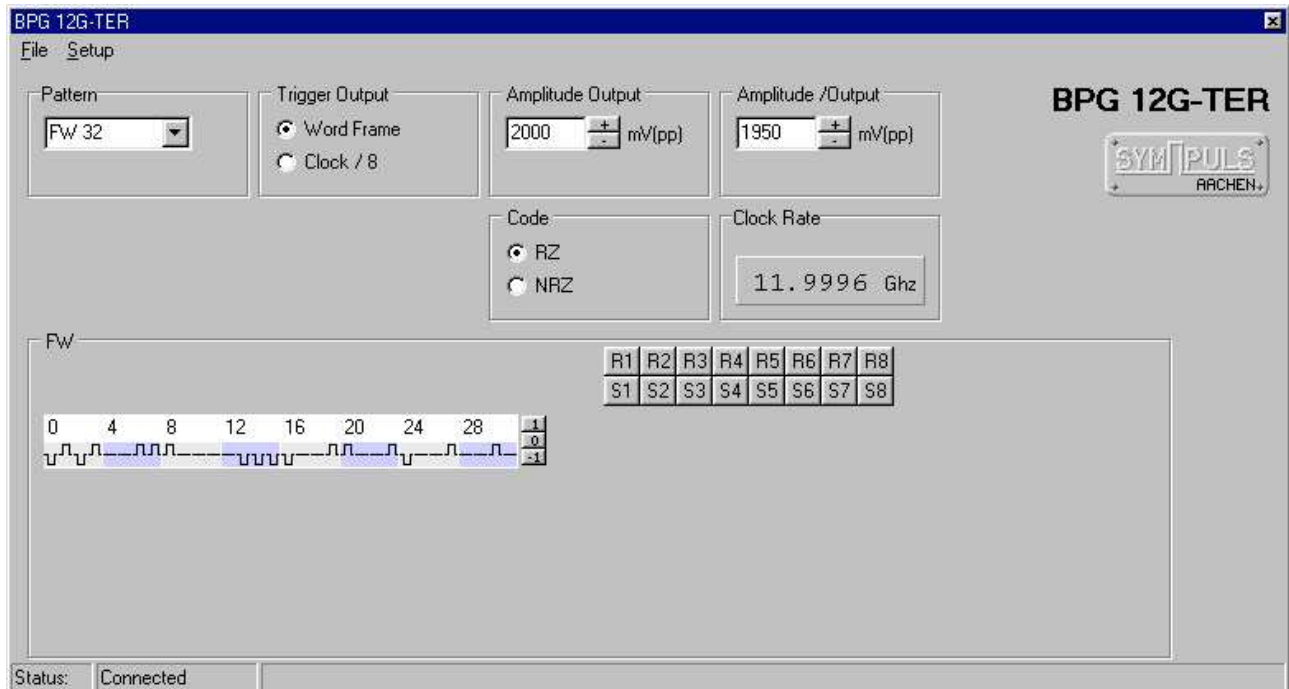 BPG 12G-TER
File Setup
Pattern
FW 32
Trigger Output
Word Frame
Clock / 8
Amplitude Output
2000 + - mV(pp)
Amplitude /Output
1950 + - mV(pp)
BPG 12G-TER
SYMPULS
AACHEN
Code
RZ
NRZ
Clock Rate
11.9996 Ghz
FW
R1 R2 R3 R4 R5 R6 R7 R8
S1 S2 S3 S4 S5 S6 S7 S8
0 4 8 12 16 20 24 28
1
0
-1
Status: Connected